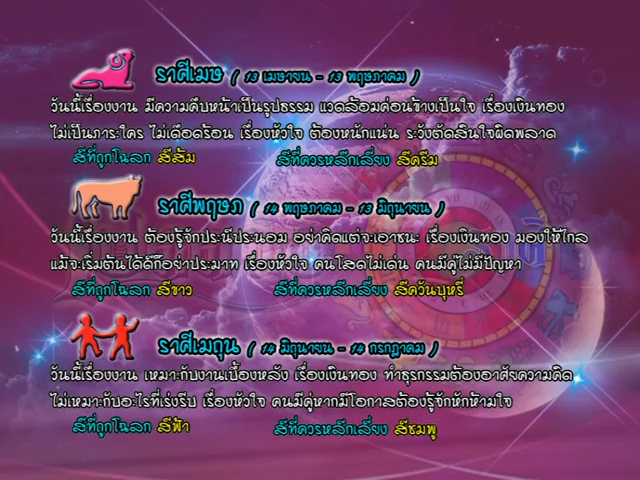 ราศีเมษ ( 13 เมษายน - 13 พฤษภาคม )
วันนี้เรื่องงาน มีความคืบหน้าเป็นรูปธรรม แวดล้อมค่อนข้างเป็นใจ เรื่องเงินทอง
ไม่เป็นภาระใคร ไม่เดือดร้อน เรื่องหัวใจ ต้องหนักแน่น ระวังตัดสินใจผิดพลาด
สีที่ถูกโฉลก สีส้ม สีที่ควรหลีกเลี่ยง สีครีม
ราศีพฤษภ ( 14 พฤษภาคม - 13 มิถุนายน )
วันนี้เรื่องงาน ต้องรู้จักประนีประนอม อย่าคิดแต่จะเอาชนะ เรื่องเงินทอง มองให้ไกล
แม้จะเริ่มต้นได้ดีก็อย่าประมาท เรื่องหัวใจ คนโสดไม่เด่น คนมีคู่ไม่มีปัญหา
สีที่ถูกโฉลก สีขาว สีที่ควรหลีกเลี่ยง สีควันบุหรี่
ราศีเมถุน ( 14 มิถุนายน - 14 กรกฎาคม )
วันนี้เรื่องงาน เหมาะกับงานเบื้องหลัง เรื่องเงินทอง ทำธุรกรรมต้องอาศัยความคิด
ไม่เหมาะกับอะไรที่เร่งรีบ เรื่องหัวใจ คนมีคู่หากมีโอกาสต้องรู้จักหักห้ามใจ
สีที่ถูกโฉลก สีฟ้า สีที่ควรหลีกเลี่ยง สีชมพู